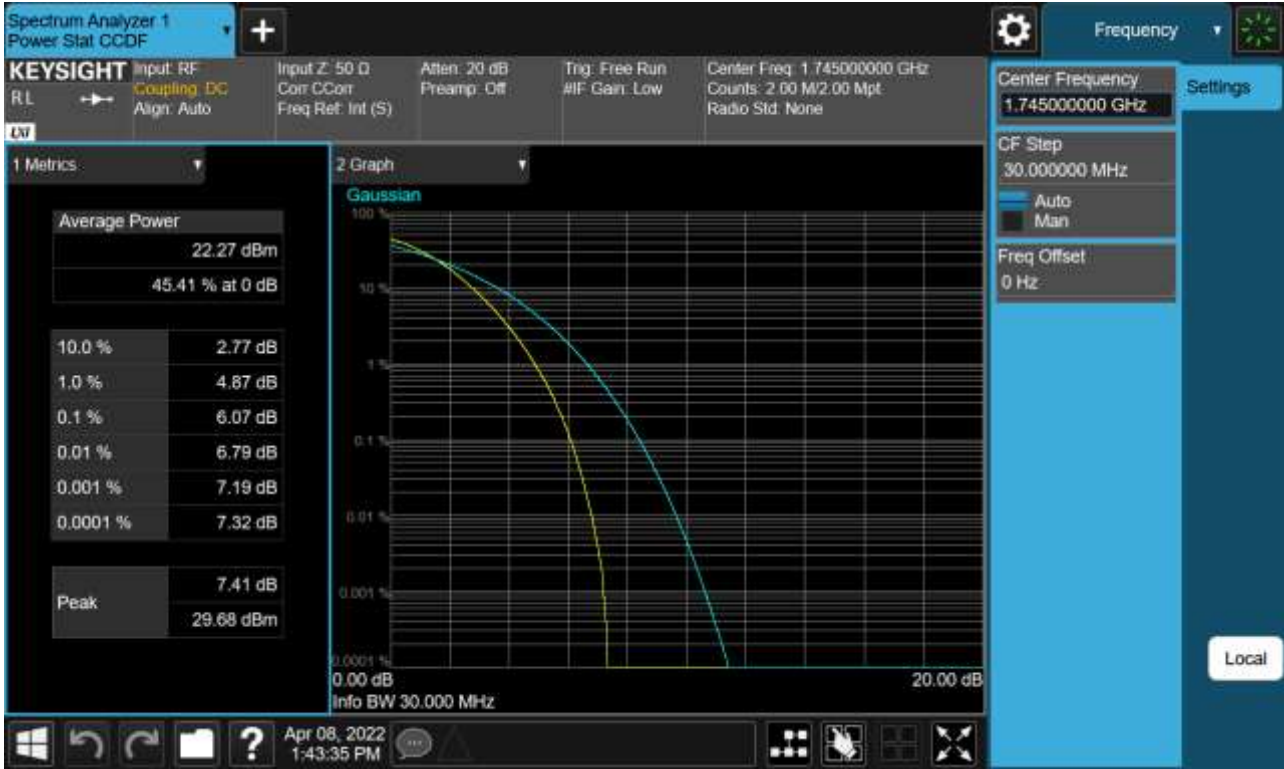 Spectrum Analyzer 1
Power Stat CCDF
Frequency
KEYSIGHT
RL
LXI
Input: RF
Coupling: DC
Align: Auto
Input Z: 50 Ω
Corr CCorr
Freq Ref: Int (S)
Atten: 20 dB
Preamp: Off
Trig: Free Run
#IF Gain: Low
Center Freq: 1.745000000 GHz
Counts: 2.00 M/2.00 Mpt
Radio Std: None
Center Frequency
1.745000000 GHz
Settings
CF Step
30.000000 MHz
Auto
Man
Freq Offset
0 Hz
Local
1 Metrics
Average Power
22.27 dBm
45.41 % at 0 dB
10.0 % 2.77 dB
1.0 % 4.87 dB
0.1 % 6.07 dB
0.01 % 6.79 dB
0.001 % 7.19 dB
0.0001 % 7.32 dB
Peak
7.41 dB
29.68 dBm
2 Graph
Gaussian
100 %
10 %
1 %
0.1 %
0.01 %
0.001 %
0.0001 %
0.00 dB 20.00 dB
Info BW 30.000 MHz
?
Apr 08, 2022
1:43:35 PM